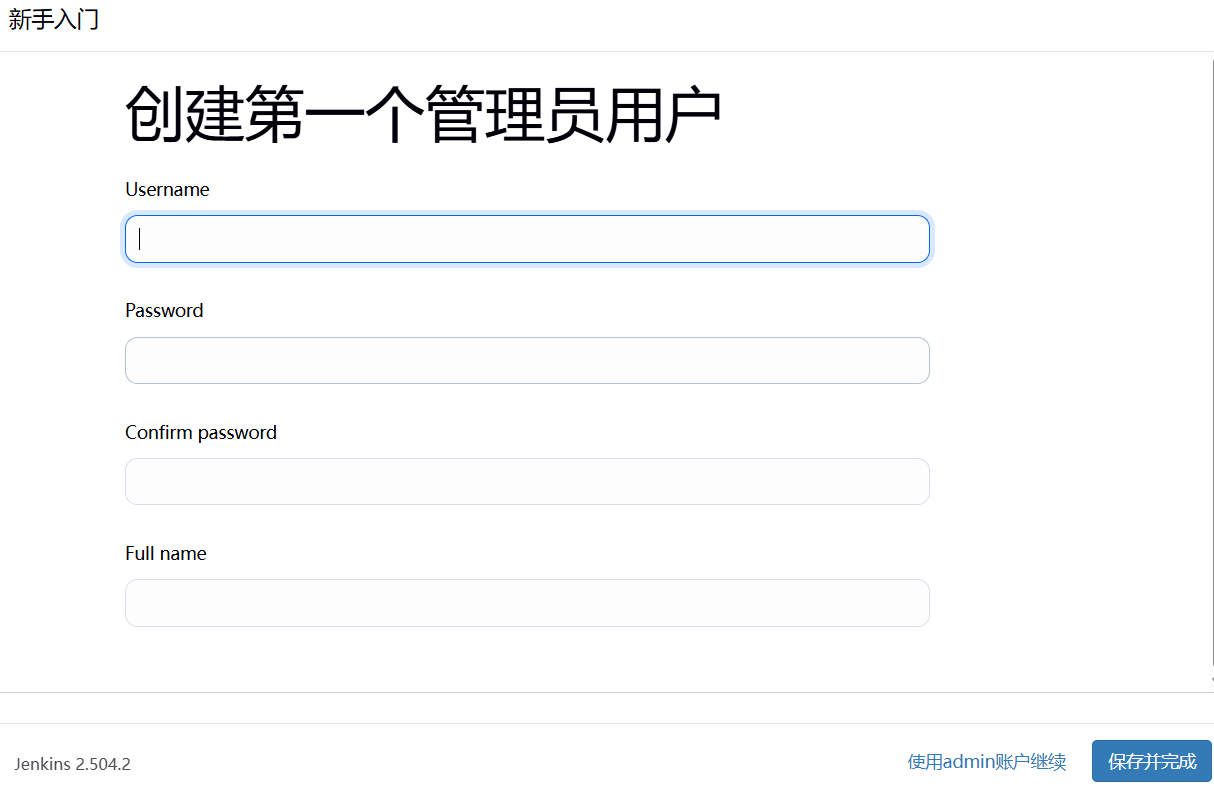 新手入门
创建第一个管理员用户
Username
Password
Confirm password
Full name
Jenkins 2.504.2
使用admin账户继续
保存并完成